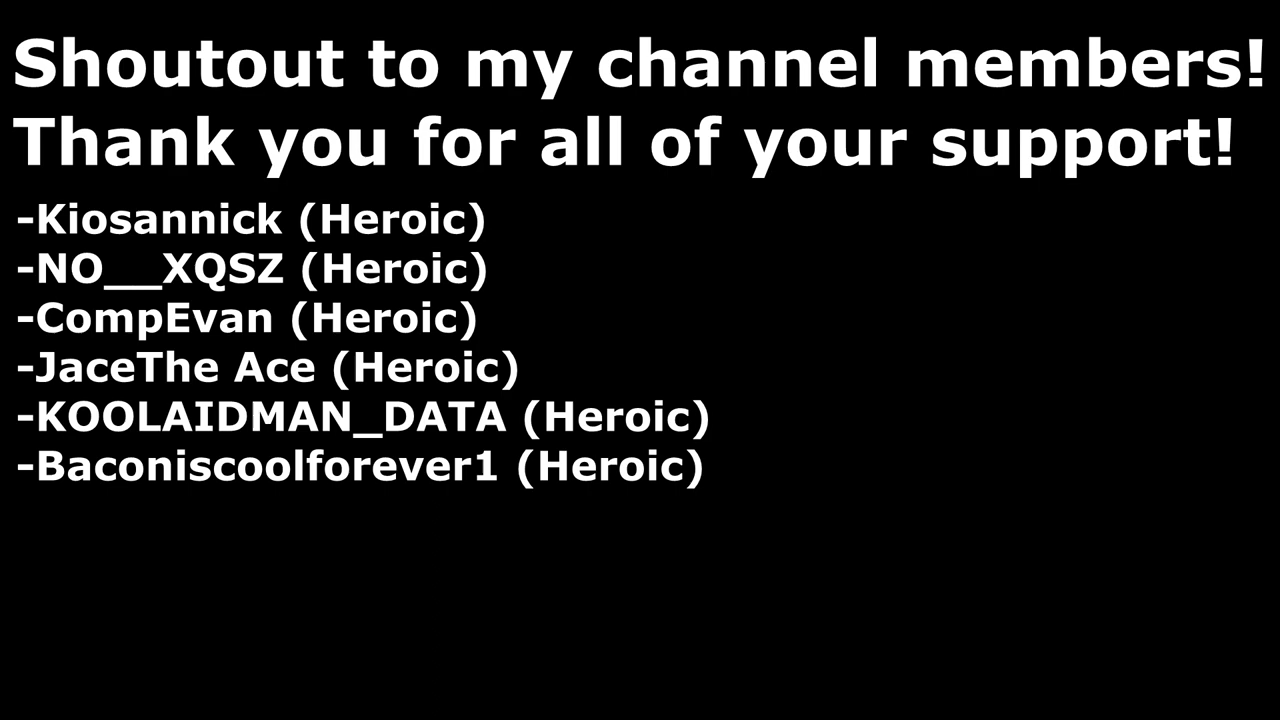 Shoutout to my channel members!
Thank you for all of your support!
-Kiosannick (Heroic)
-NO__XQSZ (Heroic)
-CompEvan (Heroic)
-JaceThe Ace (Heroic)
-KOOLAIDMAN_DATA (Heroic)
-Baconiscoolforever1 (Heroic)